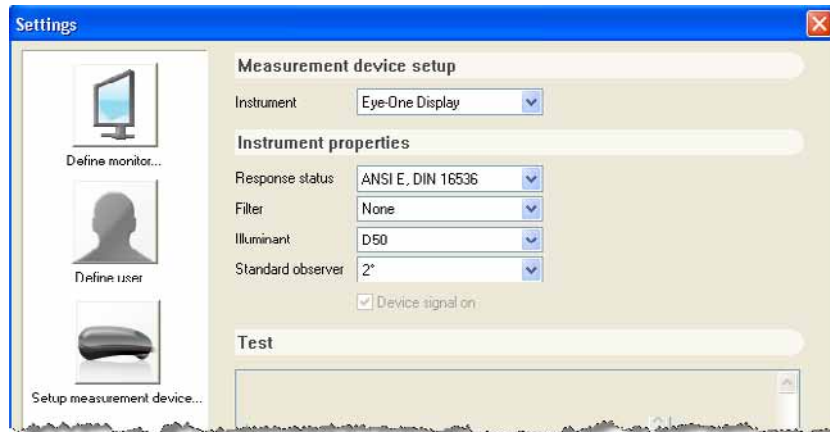 Settings
Define monitor...
Define user
Setup measurement device...
Measurement device setup
Instrument Eye-One Display
Instrument properties
Response status ANSI E, DIN 16536
Filter None
Illuminant D50
Standard observer 2°
Device signal on
Test